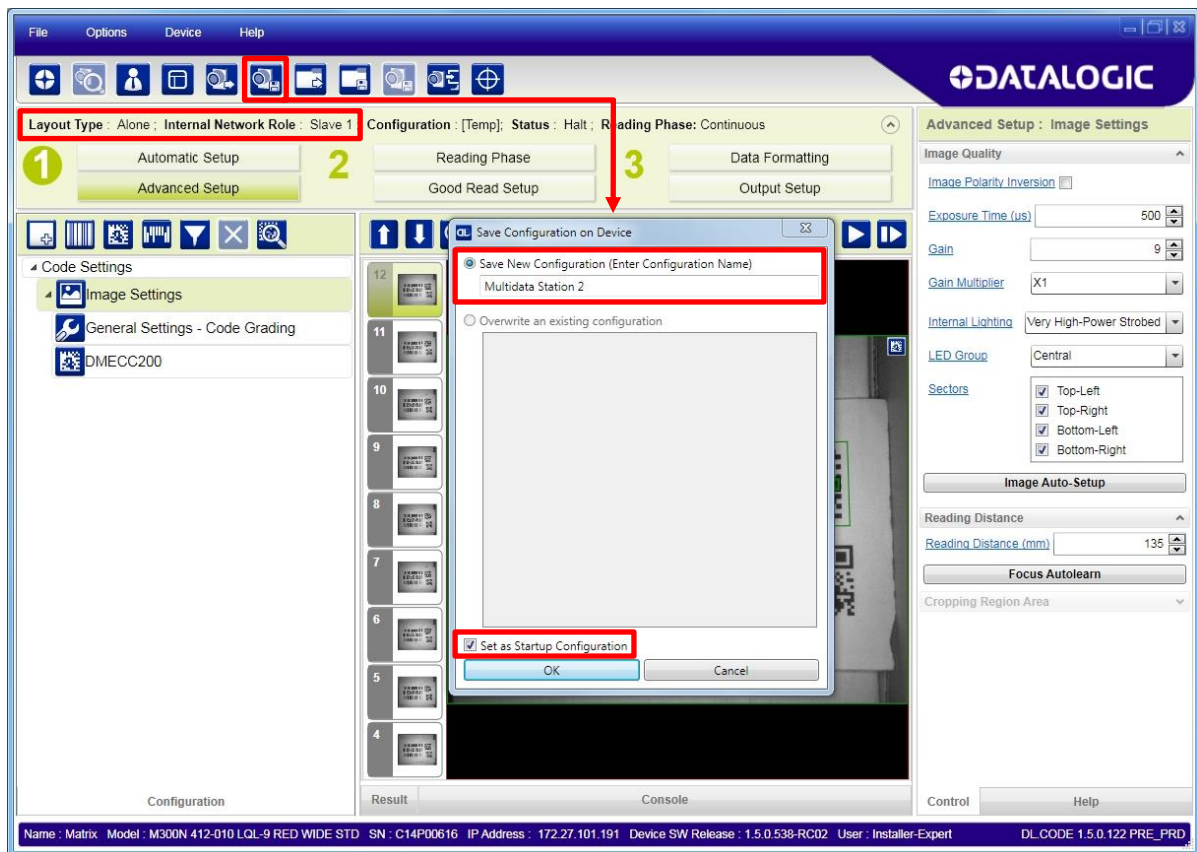 File Options Device Help
DATALOGIC
Layout Type : Alone ; Internal Network Role : Slave 1 ; Configuration : [Temp]; Status : Halt ; Reading Phase: Continuous
1
Automatic Setup
Advanced Setup
2
Reading Phase
Good Read Setup
3
Data Formatting
Output Setup
Code Settings
Image Settings
General Settings - Code Grading
DMECC200
Configuration
12
11
10
9
8
7
6
5
4
Result
Console
Save Configuration on Device
Save New Configuration (Enter Configuration Name)
Multidata Station 2
Overwrite an existing configuration
Set as Startup Configuration
OK
Cancel
Advanced Setup : Image Settings
Image Quality
Image Polarity Inversion
Exposure Time (us) 500
Gain 9
Gain Multiplier X1
Internal Lighting Very High-Power Strobed
LED Group Central
Sectors
Top-Left
Top-Right
Bottom-Left
Bottom-Right
Image Auto-Setup
Reading Distance
Reading Distance (mm) 135
Focus Autolearn
Cropping Region Area
Control
Help
Name : Matrix Model : M300N 412-010 LQL-9 RED WIDE STD SN : C14P00616 IP Address : 172.27.101.191 Device SW Release : 1.5.0.538-RC02 User : Installer-Expert DL.CODE 1.5.0.122 PRE_PRD